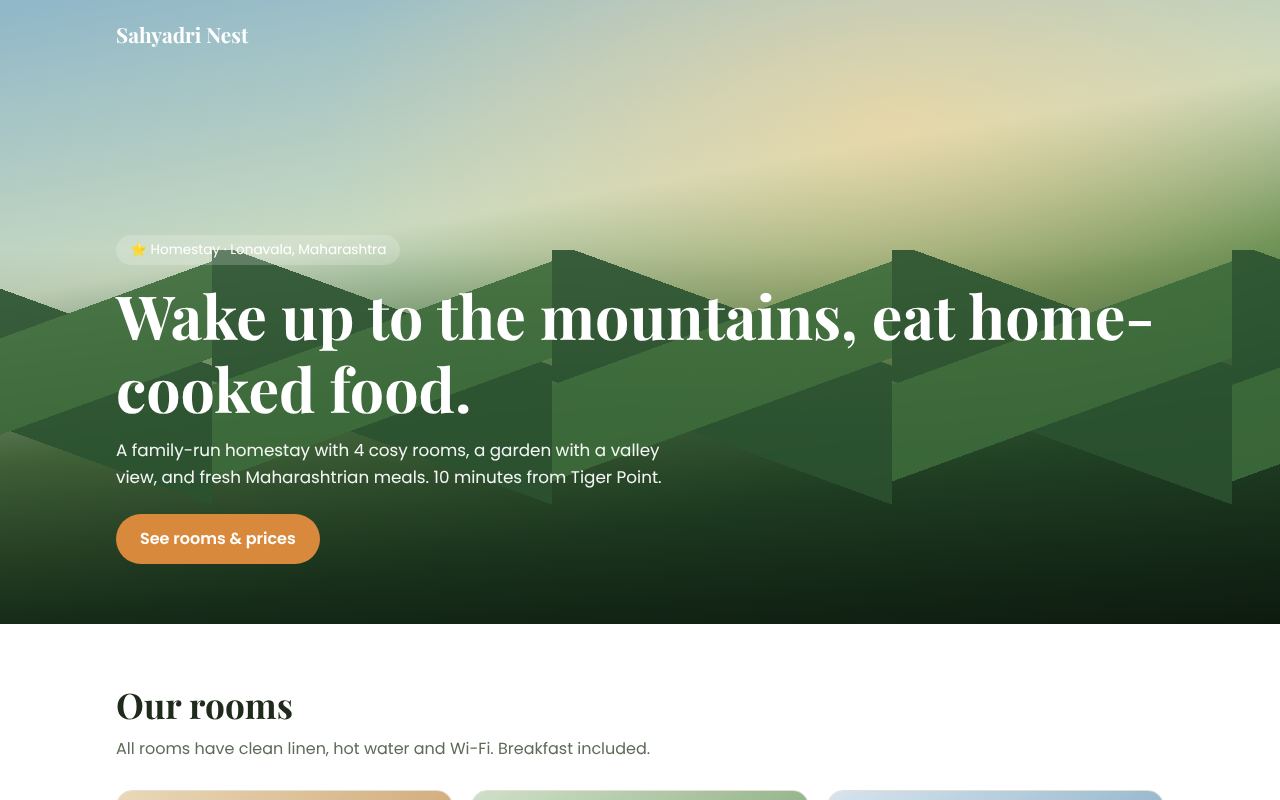 Sahyadri Nest
⭐ Homestay · Lonavala, Maharashtra
Wake up to the mountains, eat home-
cooked food.
A family-run homestay with 4 cosy rooms, a garden with a valley
view, and fresh Maharashtrian meals. 10 minutes from Tiger Point.
See rooms & prices
Our rooms
All rooms have clean linen, hot water and Wi-Fi. Breakfast included.